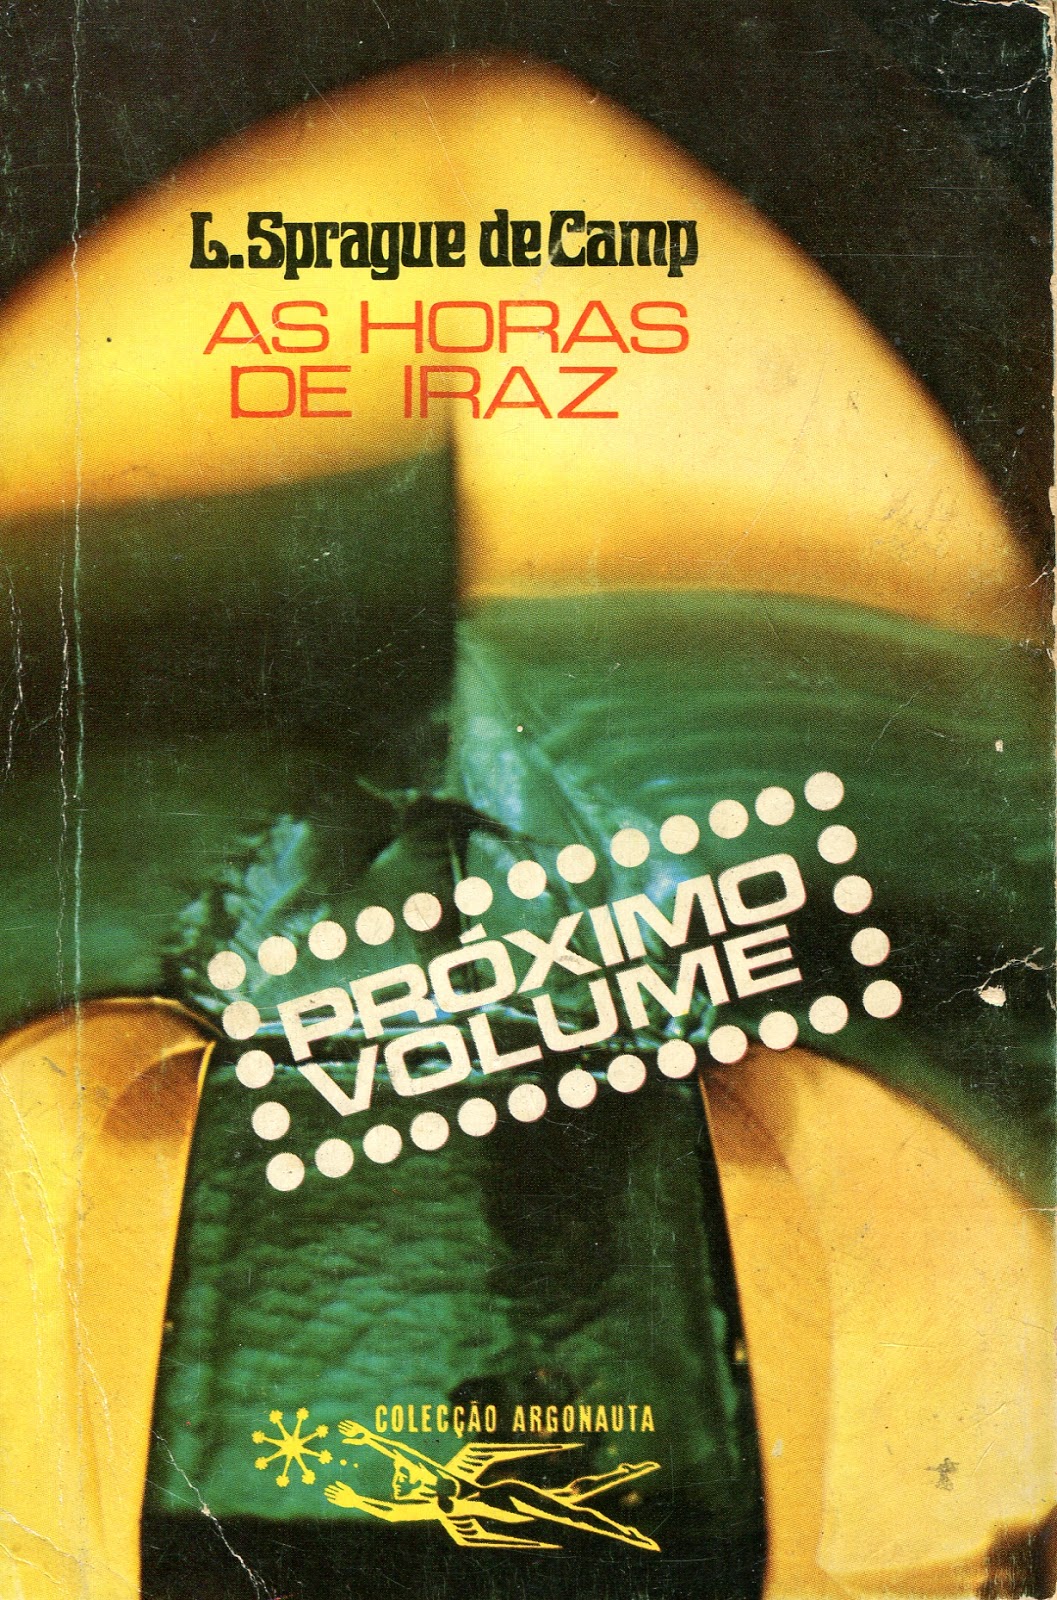 L. Sprague de Camp
AS HORAS
DE IRAZ
PRÓXIMO
VOLUME
COLECÇÃO ARGONAUTA